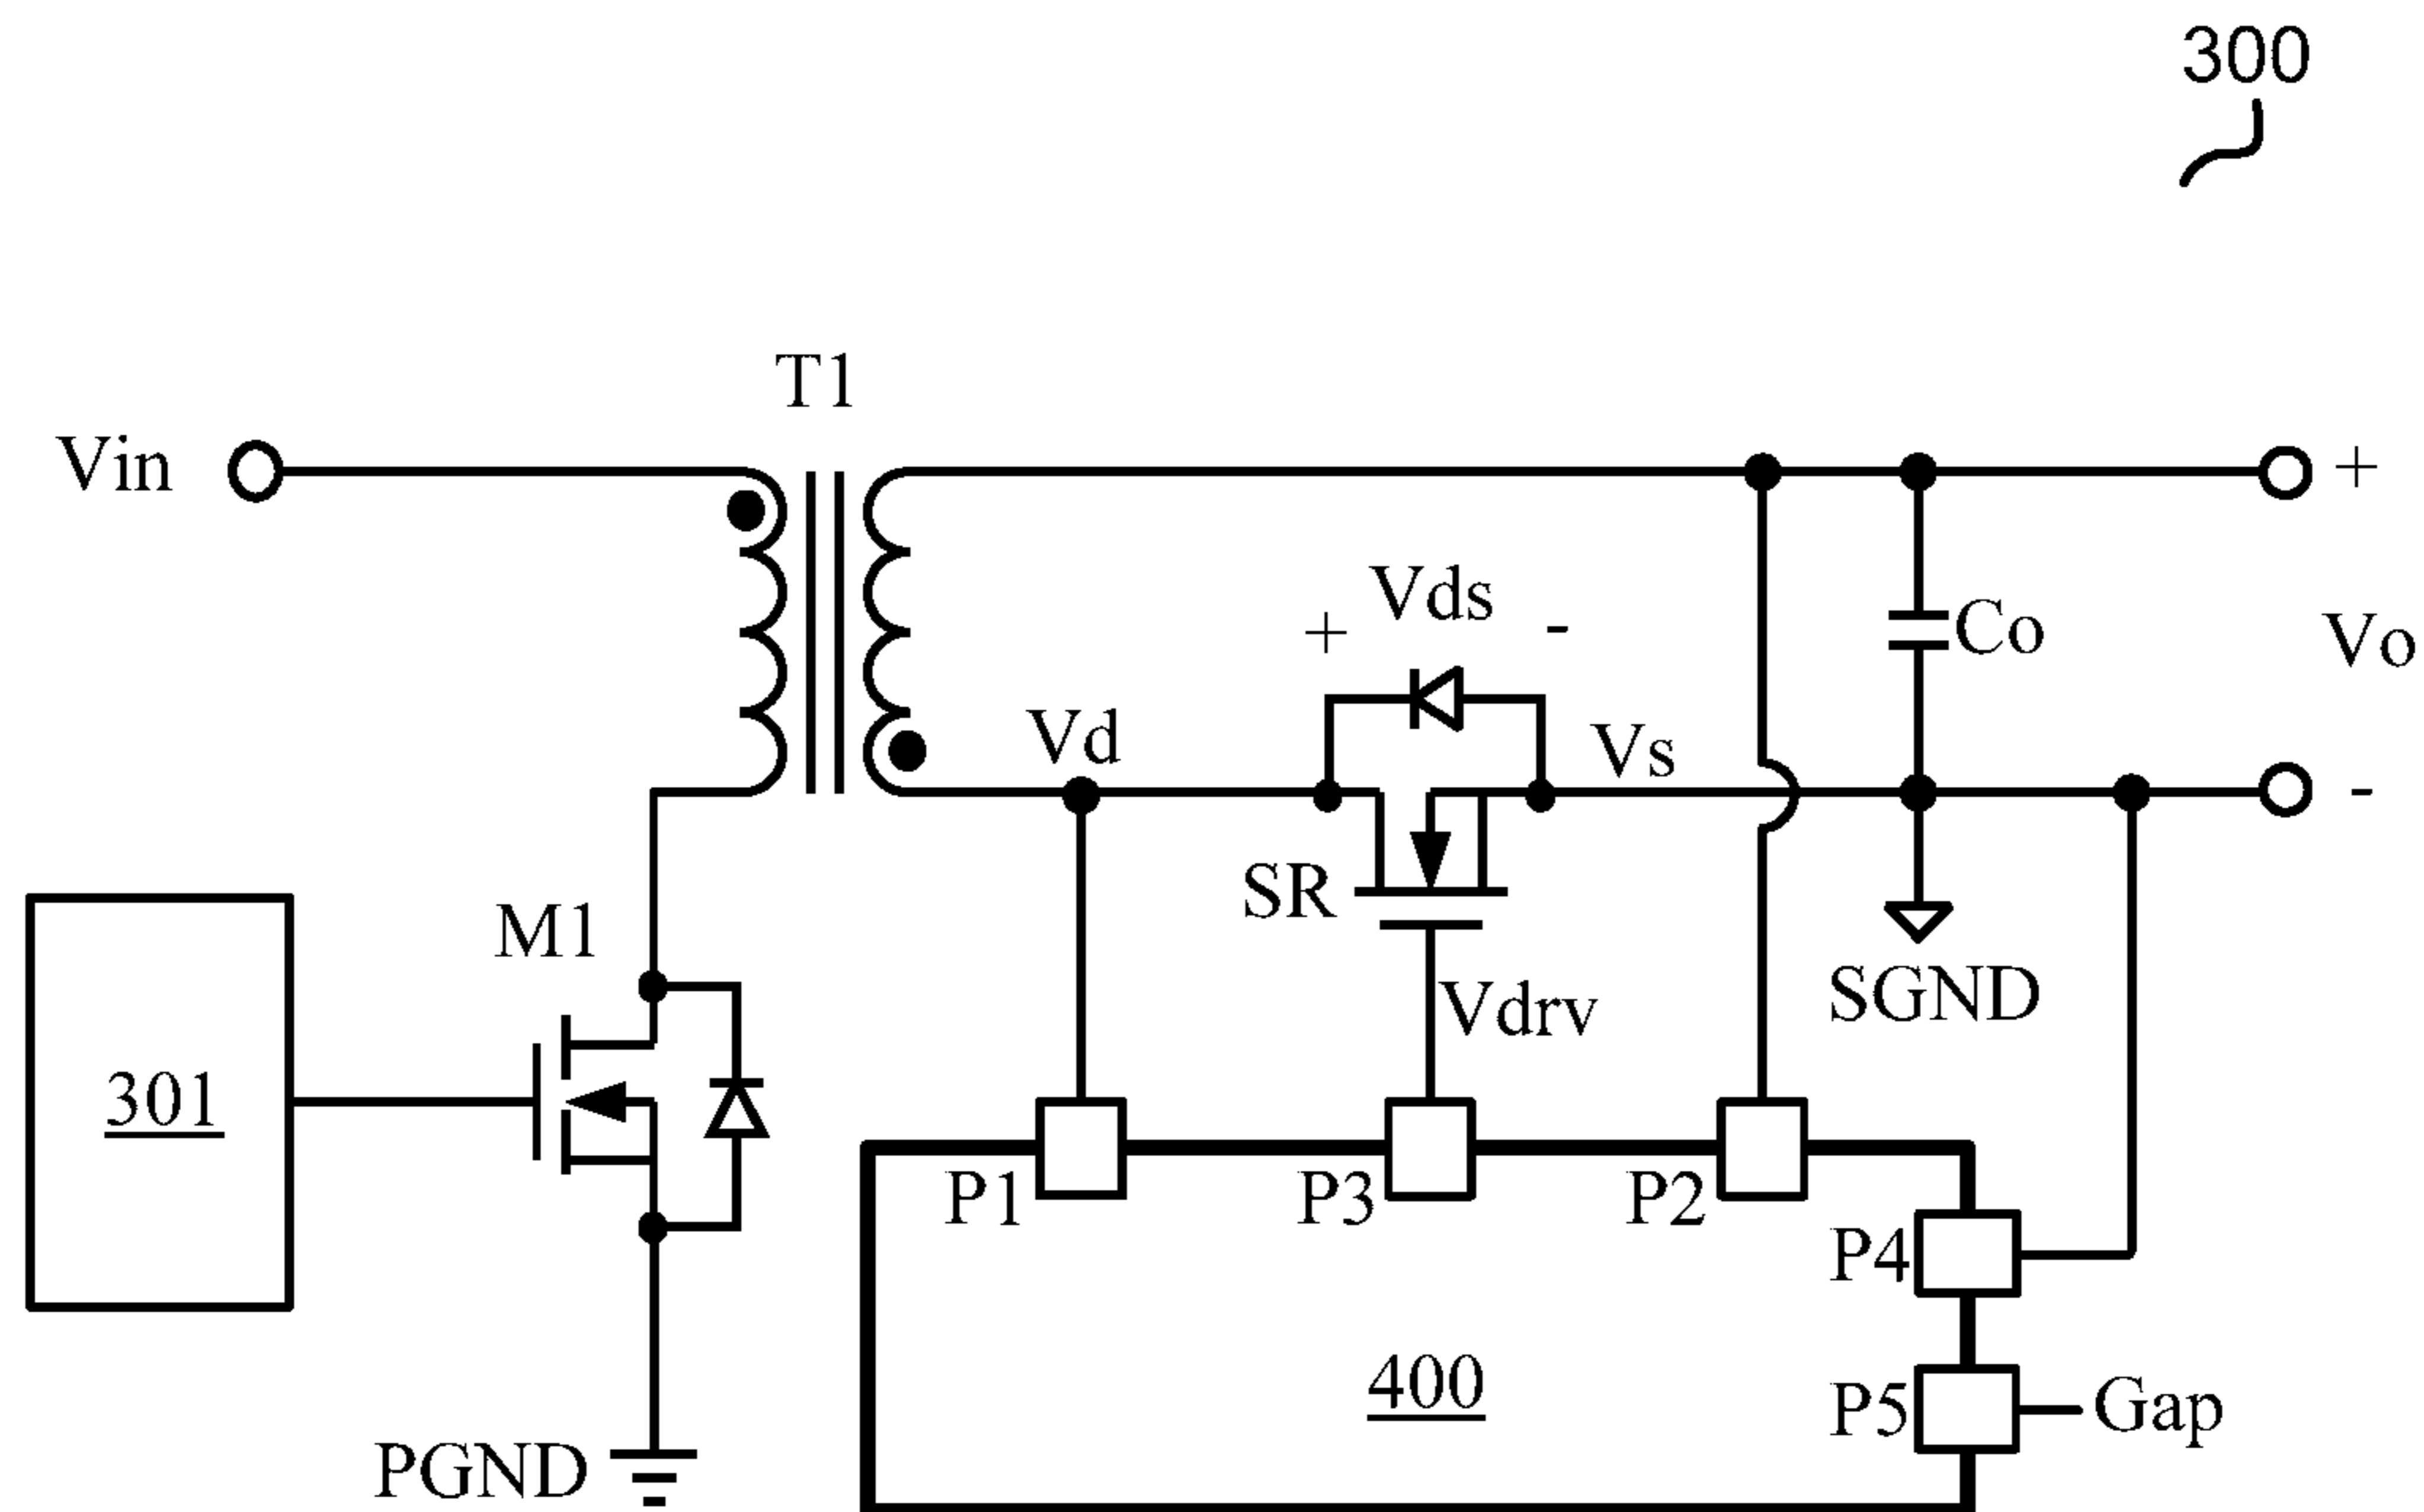 300
T1
Vin
+
+ Vds -
Co
Vo
Vd
Vs
-
SR
M1
SGND
Vdrv
301
P1
P3
P2
P4
400
P5
Gap
PGND